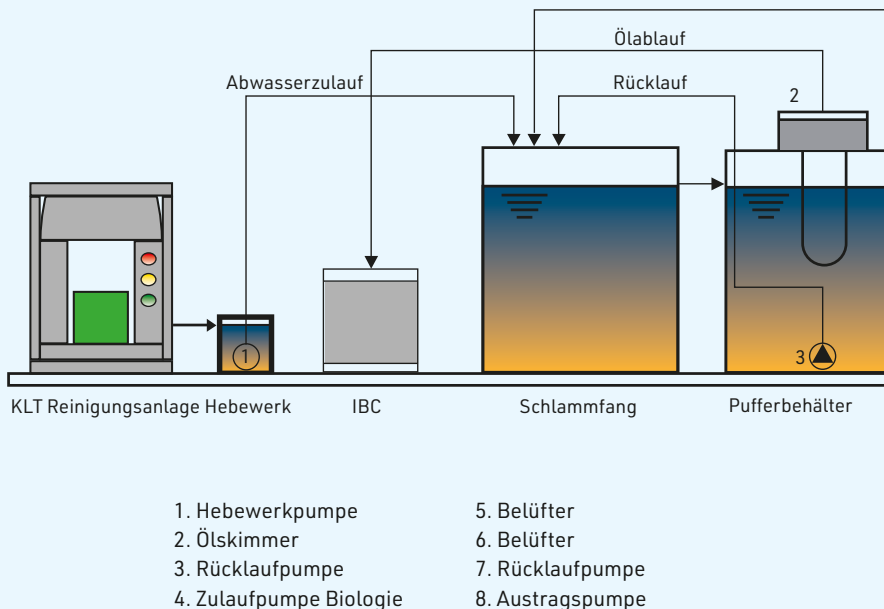 Ölablauf
Abwasserzulauf
Rücklauf
2
1
3
KLT Reinigungsanlage Hebewerk
IBC
Schlammfang
Pufferbehälter
1. Hebewerkpumpe
2. Ölskimmer
3. Rücklaufpumpe
4. Zulaufpumpe Biologie
5. Belüfter
6. Belüfter
7. Rücklaufpumpe
8. Austragspumpe